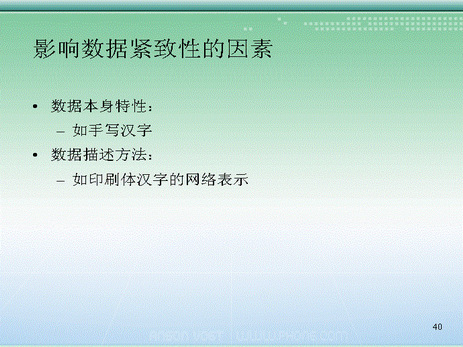 影响数据紧致性的因素
• 数据本身特性：
– 如手写汉字
• 数据描述方法：
– 如印刷体汉字的网络表示
40